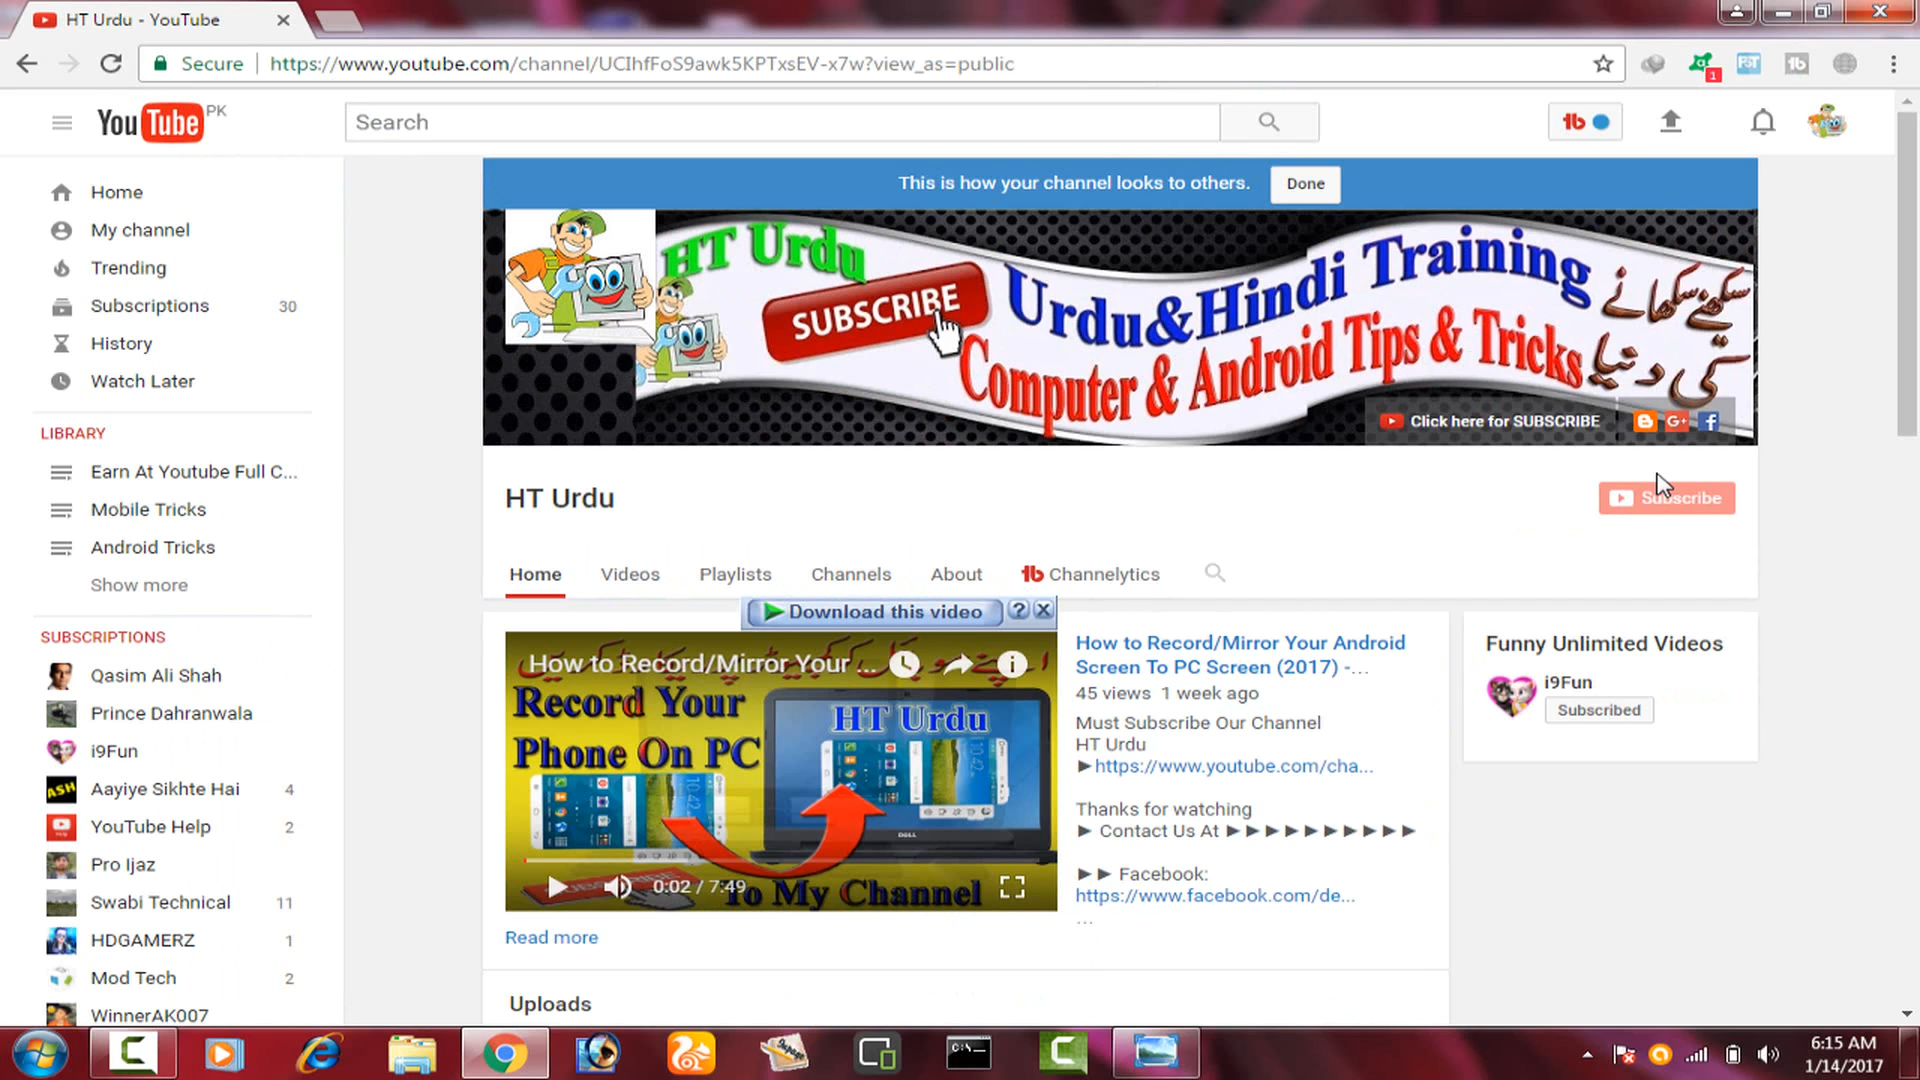 HT Urdu - YouTube
Secure
https://www.youtube.com/channel/UCIhfFoS9awk5KPTxsEV-x7w?view_as=public
1
YouTube PK
Search
This is how your channel looks to others.
Done
HT Urdu
SUBSCRIBE
Urdu&Hindi Training
Computer & Android Tips & Tricks
سیکھنے سکھانے
کی دنیا
Click here for SUBSCRIBE
Home
My channel
Trending
Subscriptions 30
History
Watch Later
LIBRARY
Earn At Youtube Full C...
Mobile Tricks
Android Tricks
Show more
SUBSCRIPTIONS
Qasim Ali Shah
Prince Dahranwala
i9Fun
Aayiye Sikhte Hai 4
YouTube Help 2
Pro Ijaz
Swabi Technical 11
HDGAMERZ 1
Mod Tech 2
WinnerAK007
HT Urdu
Subscribe
Home Videos Playlists Channels About Channelytics
Download this video ?
How to Record/Mirror Your ...
Record Your
Phone On PC
HT Urdu
DELL
To My Channel
0:02 / 7:49
Read more
How to Record/Mirror Your Android
Screen To PC Screen (2017) -...
45 views 1 week ago
Must Subscribe Our Channel
HT Urdu
►https://www.youtube.com/cha...
Thanks for watching
► Contact Us At ►►►►►►►►►►
►► Facebook:
https://www.facebook.com/de...
...
Funny Unlimited Videos
i9Fun
Subscribed
Uploads
6:15 AM
1/14/2017